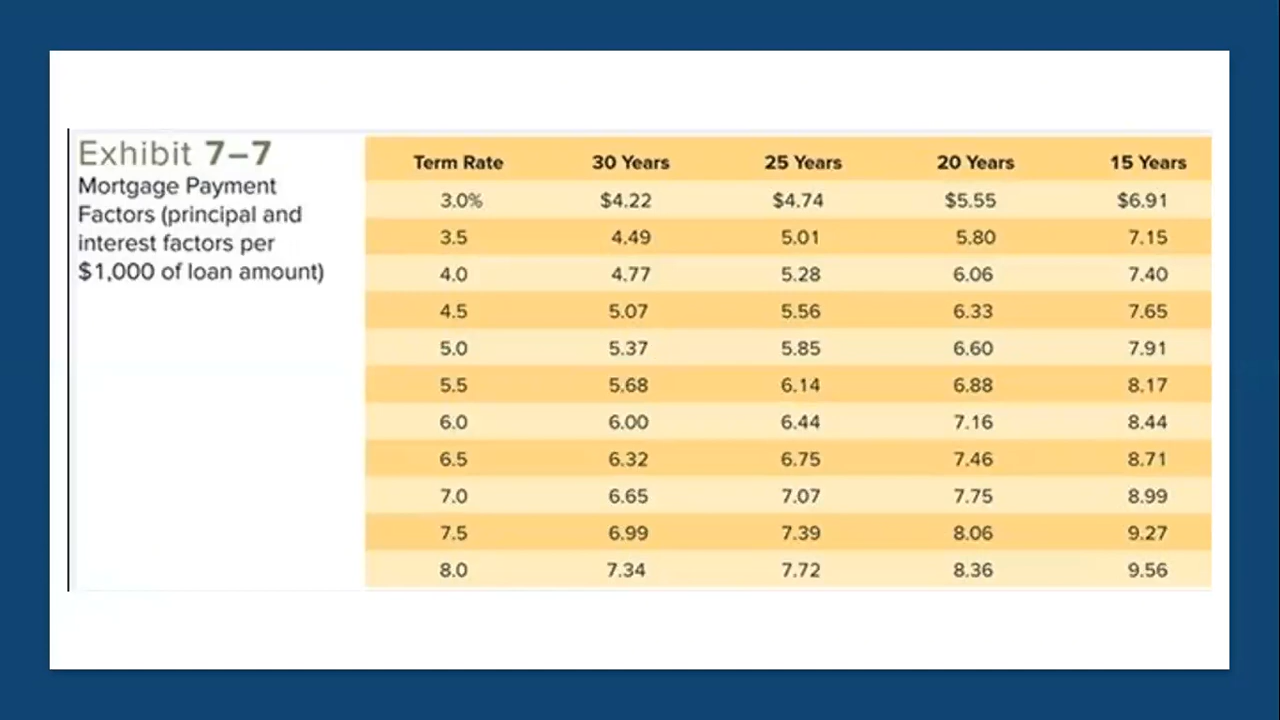 Exhibit 7–7
Mortgage Payment
Factors (principal and
interest factors per
$1,000 of loan amount)
Term Rate 30 Years 25 Years 20 Years 15 Years
3.0% $4.22 $4.74 $5.55 $6.91
3.5 4.49 5.01 5.80 7.15
4.0 4.77 5.28 6.06 7.40
4.5 5.07 5.56 6.33 7.65
5.0 5.37 5.85 6.60 7.91
5.5 5.68 6.14 6.88 8.17
6.0 6.00 6.44 7.16 8.44
6.5 6.32 6.75 7.46 8.71
7.0 6.65 7.07 7.75 8.99
7.5 6.99 7.39 8.06 9.27
8.0 7.34 7.72 8.36 9.56